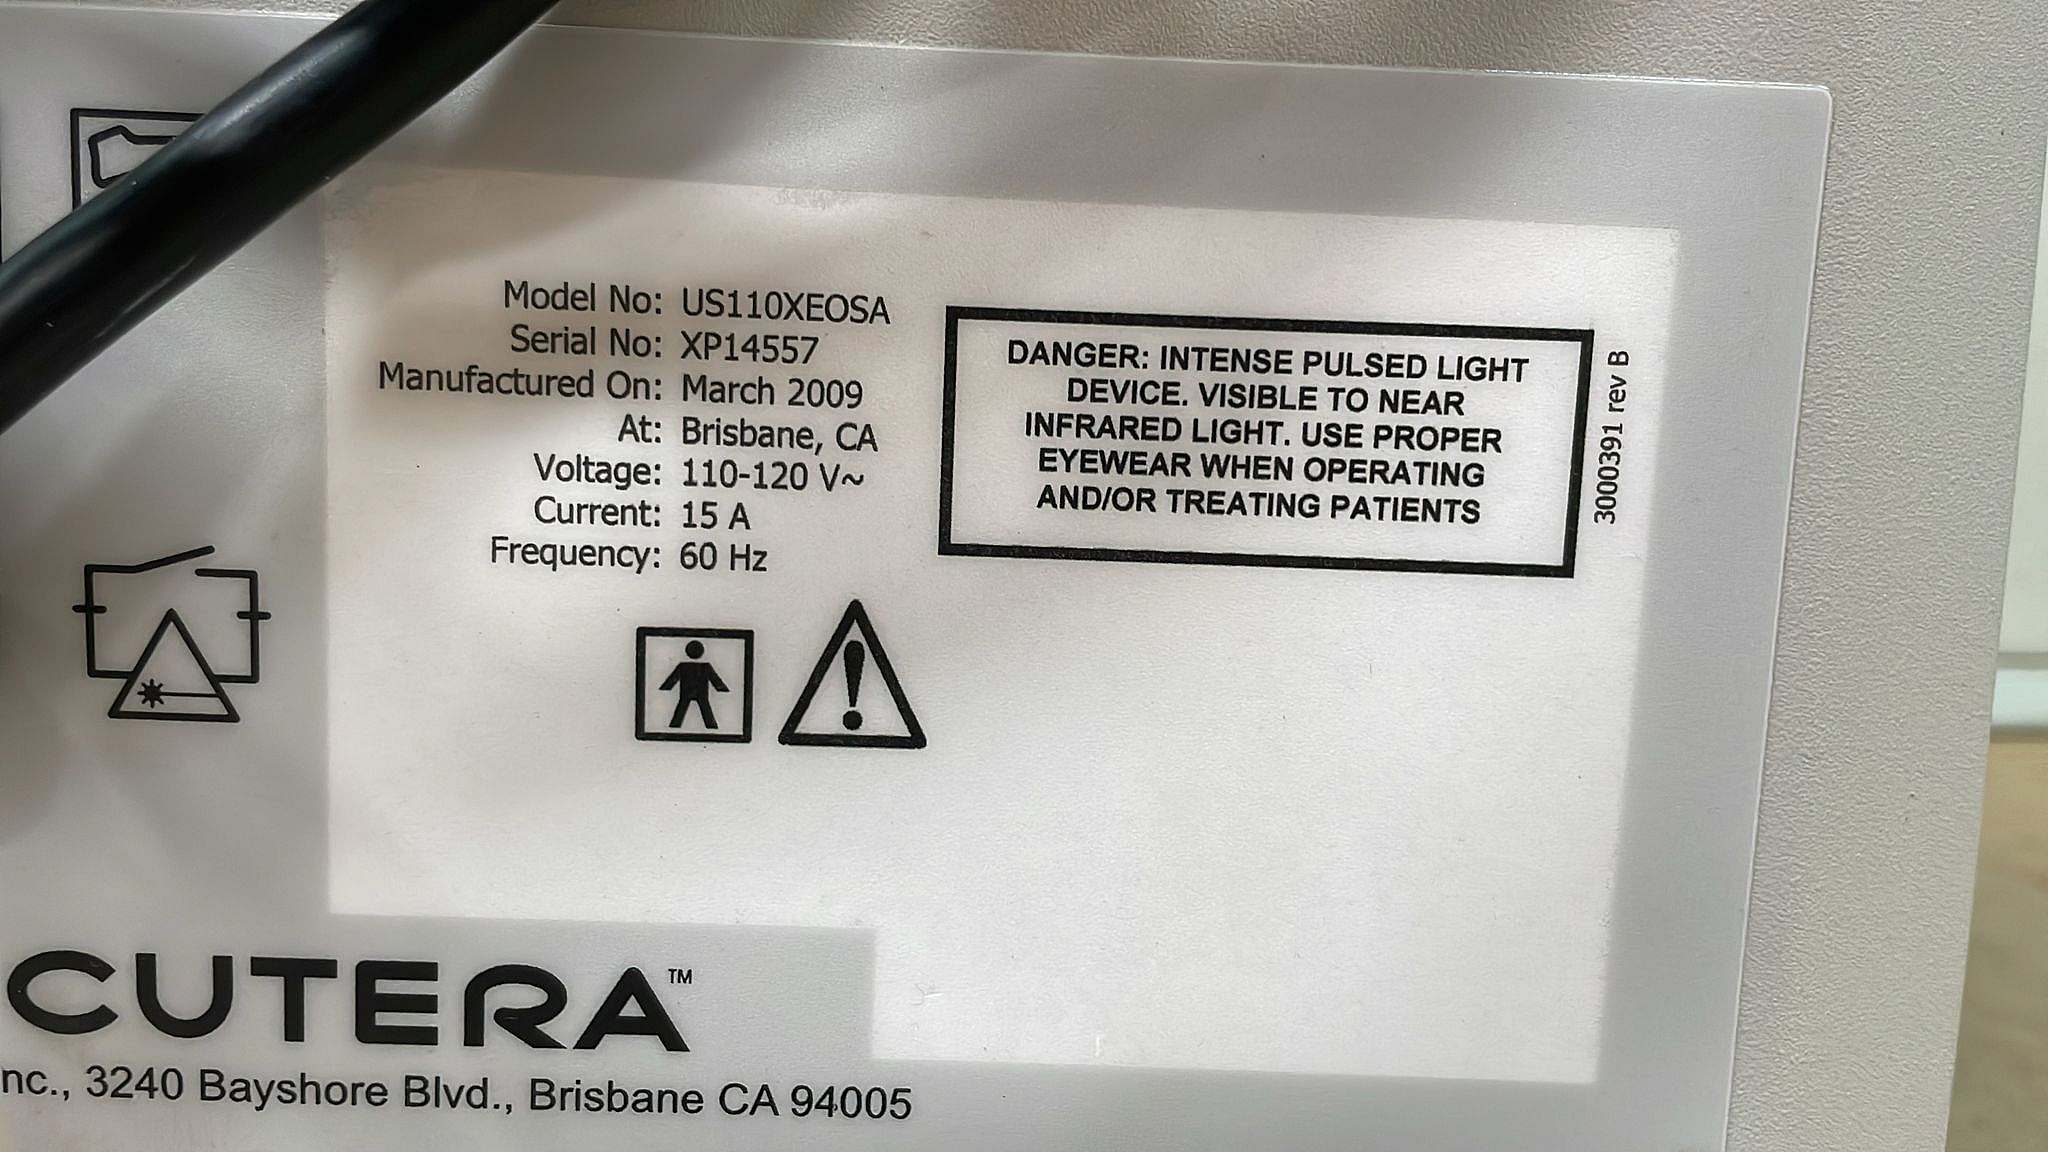 Model No: US110XEOSA
Serial No: XP14557
Manufactured On: March 2009
At: Brisbane, CA
Voltage: 110-120 V~
Current: 15 A
Frequency: 60 Hz
DANGER: INTENSE PULSED LIGHT
DEVICE. VISIBLE TO NEAR
INFRARED LIGHT. USE PROPER
EYEWEAR WHEN OPERATING
AND/OR TREATING PATIENTS
3000391 rev B
CUTERA™
nc., 3240 Bayshore Blvd., Brisbane CA 94005